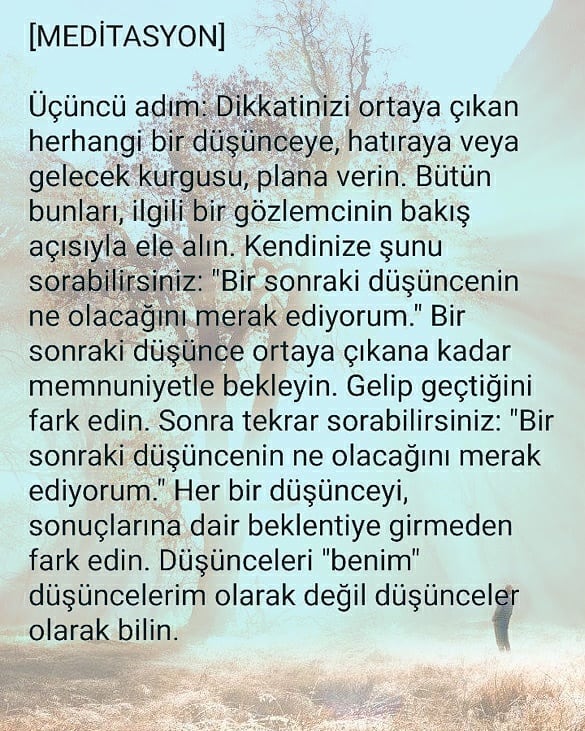 [MEDİTASYON]
Üçüncü adım: Dikkatinizi ortaya çıkan
herhangi bir düşünceye, hatıraya veya
gelecek kurgusu, plana verin. Bütün
bunları, ilgili bir gözlemcinin bakış
açısıyla ele alın. Kendinize şunu
sorabilirsiniz: "Bir sonraki düşüncenin
ne olacağını merak ediyorum." Bir
sonraki düşünce ortaya çıkana kadar
memnuniyetle bekleyin. Gelip geçtiğini
fark edin. Sonra tekrar sorabilirsiniz: "Bir
sonraki düşüncenin ne olacağını merak
ediyorum." Her bir düşünceyi,
sonuçlarına dair beklentiye girmeden
fark edin. Düşünceleri "benim"
düşüncelerim olarak değil düşünceler
olarak bilin.